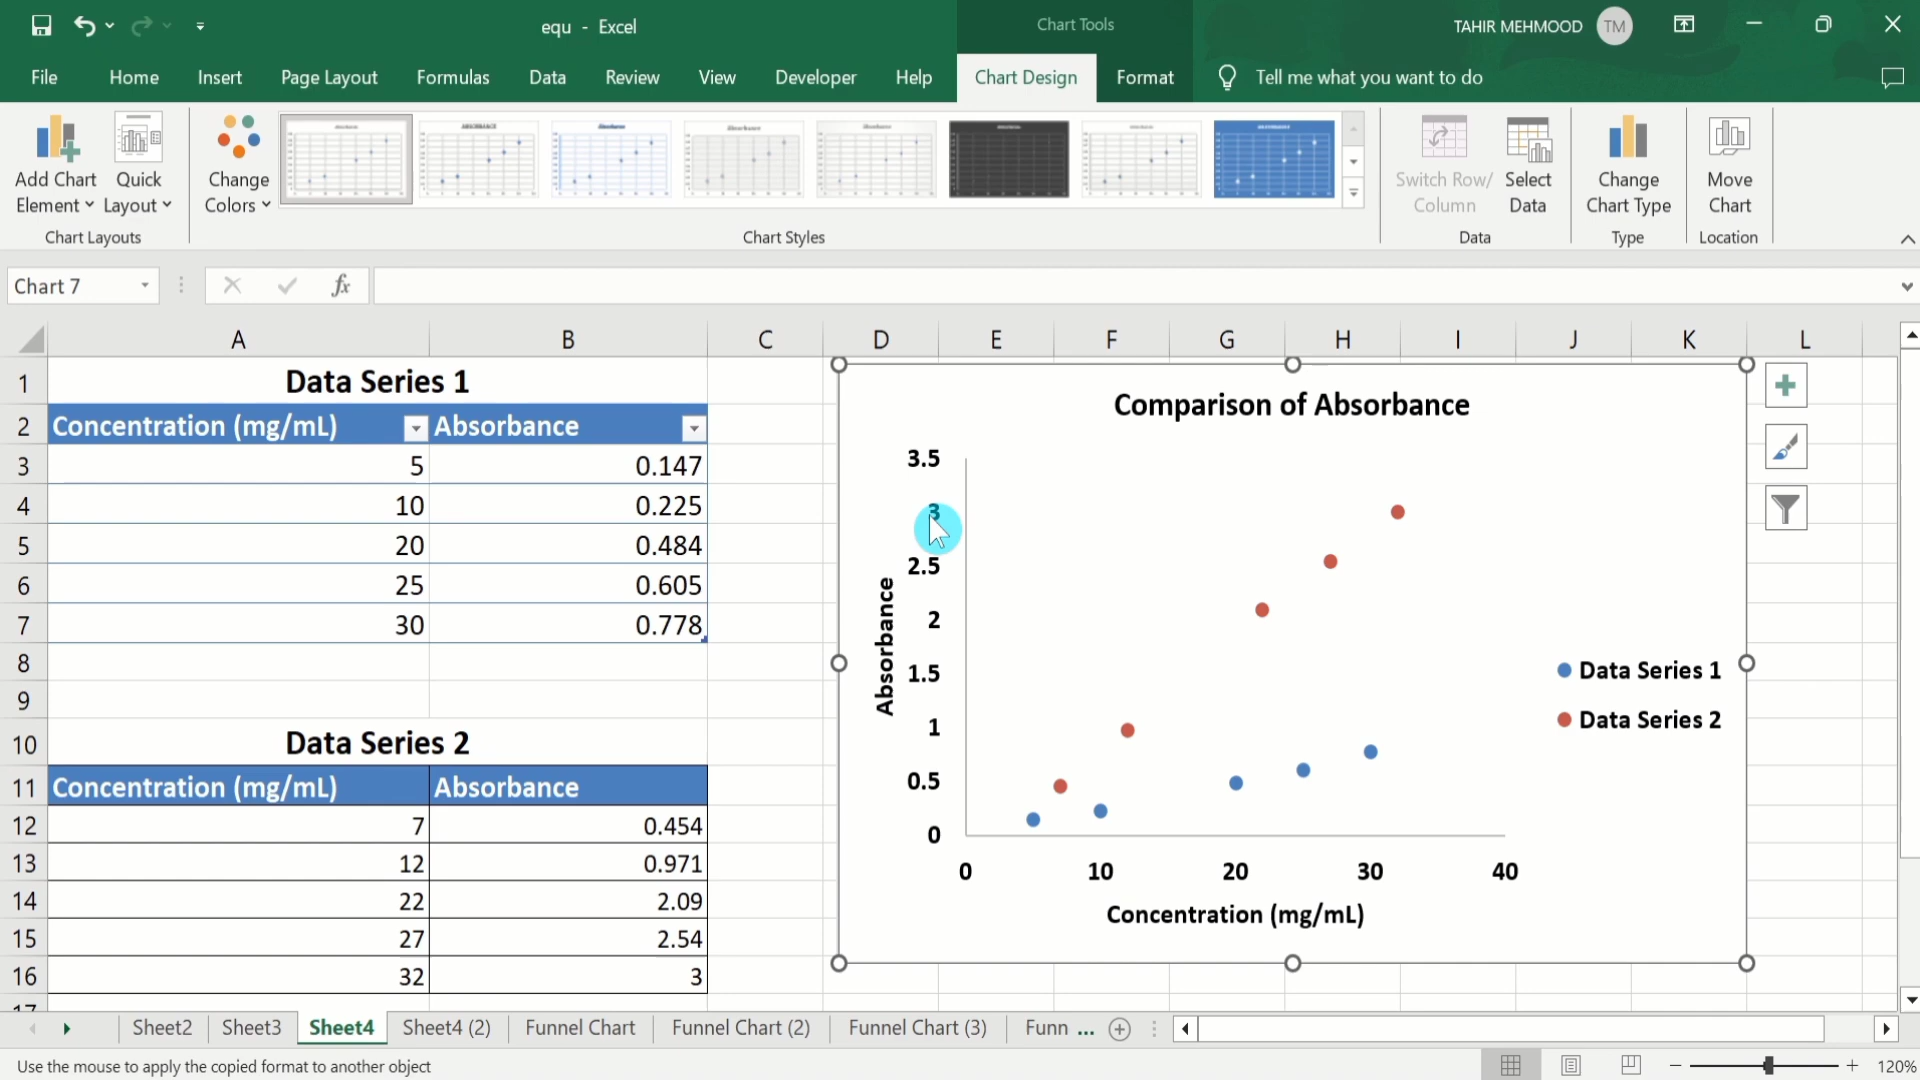 equ - Excel
Chart Tools
TAHIR MEHMOOD
TM
File
Home
Insert
Page Layout
Formulas
Data
Review
View
Developer
Help
Chart Design
Format
Tell me what you want to do
Add Chart
Element
Quick
Layout
Change
Colors
Switch Row/
Column
Select
Data
Change
Chart Type
Move
Chart
Chart Layouts
Chart Styles
Data
Type
Location
Chart 7
fx
A B C D E F G H I J K L
1 Data Series 1
2 Concentration (mg/mL) Absorbance
3 5 0.147
4 10 0.225
5 20 0.484
6 25 0.605
7 30 0.778
8
9
10 Data Series 2
11 Concentration (mg/mL) Absorbance
12 7 0.454
13 12 0.971
14 22 2.09
15 27 2.54
16 32 3
17
Comparison of Absorbance
Absorbance
3.5
3
2.5
2
1.5
1
0.5
0
0 10 20 30 40
Concentration (mg/mL)
Data Series 1
Data Series 2
Sheet2
Sheet3
Sheet4
Sheet4 (2)
Funnel Chart
Funnel Chart (2)
Funnel Chart (3)
Funn ...
Use the mouse to apply the copied format to another object
120%